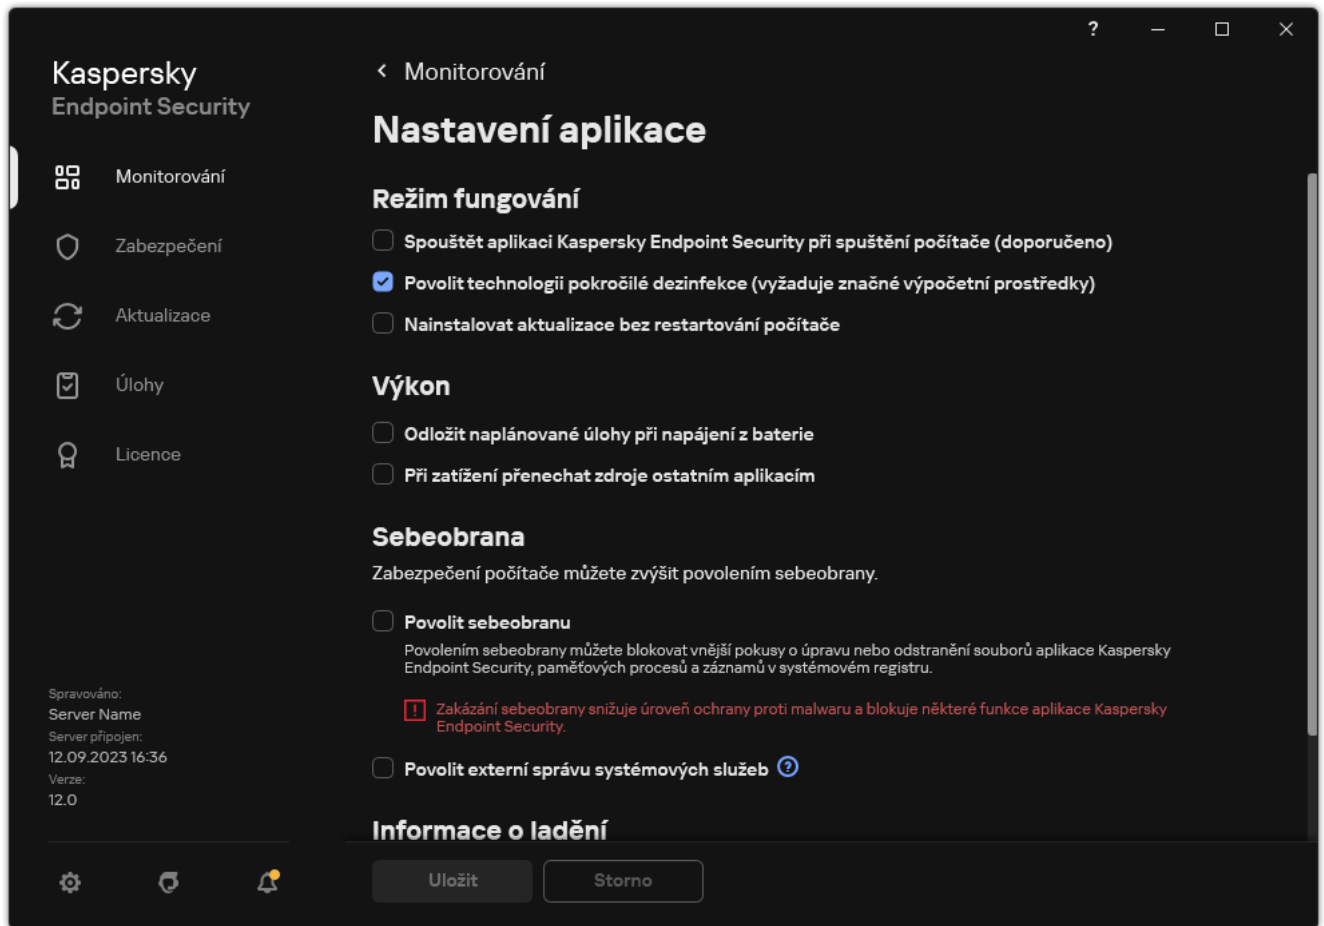 ?
Kaspersky
Endpoint Security
Monitorování
Zabezpečení
Aktualizace
Úlohy
Licence
Spravováno:
Server Name
Server připojen:
12.09.2023 16:36
Verze:
12.0
Monitorování
Nastavení aplikace
Režim fungování
Spouštět aplikaci Kaspersky Endpoint Security při spuštění počítače (doporučeno)
Povolit technologii pokročilé dezinfekce (vyžaduje značné výpočetní prostředky)
Nainstalovat aktualizace bez restartování počítače
Výkon
Odložit naplánované úlohy při napájení z baterie
Při zatížení přenechat zdroje ostatním aplikacím
Sebeobrana
Zabezpečení počítače můžete zvýšit povolením sebeobrany.
Povolit sebeobranu
Povolením sebeobrany můžete blokovat vnější pokusy o úpravu nebo odstranění souborů aplikace Kaspersky
Endpoint Security, paměťových procesů a záznamů v systémovém registru.
Zakázání sebeobrany snižuje úroveň ochrany proti malwaru a blokuje některé funkce aplikace Kaspersky
Endpoint Security.
Povolit externí správu systémových služeb ?
Informace o ladění
Uložit
Storno